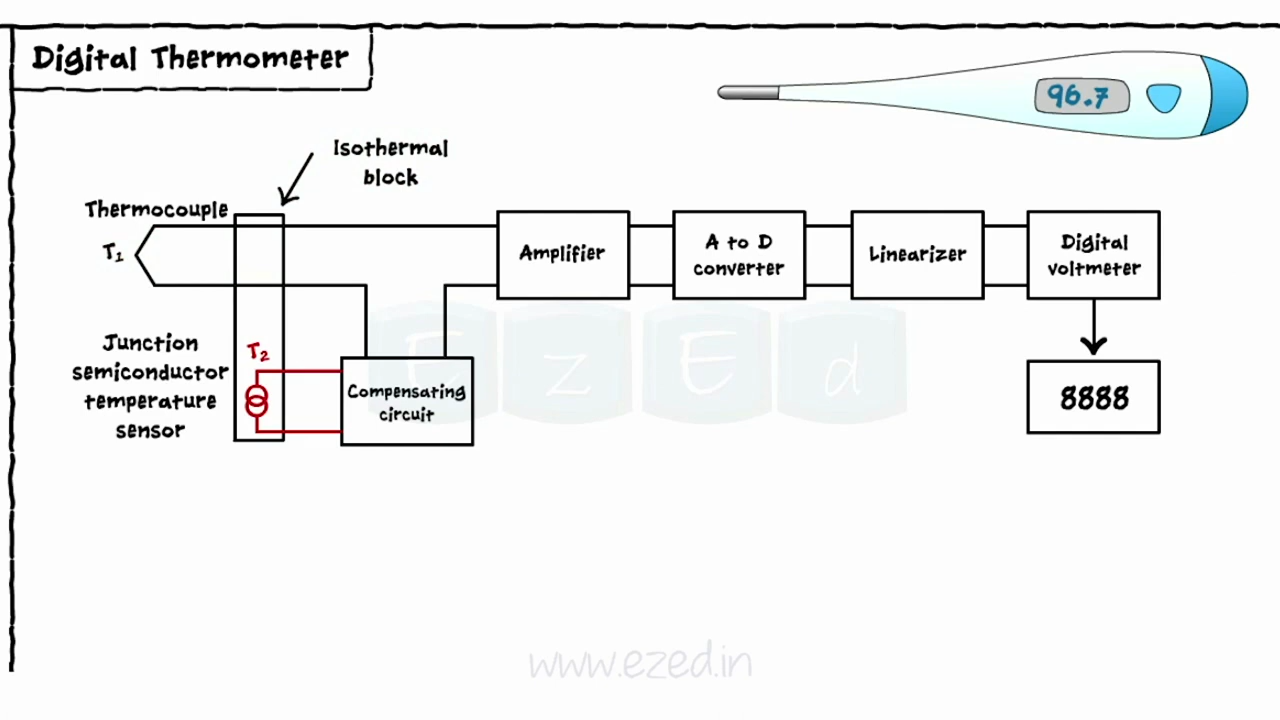 Digital Thermometer
96.7
Isothermal
block
Thermocouple
T1
Amplifier
A to D
converter
Linearizer
Digital
voltmeter
Junction
semiconductor
temperature
sensor
T2
Compensating
circuit
8888
E z E d
www.ezed.in